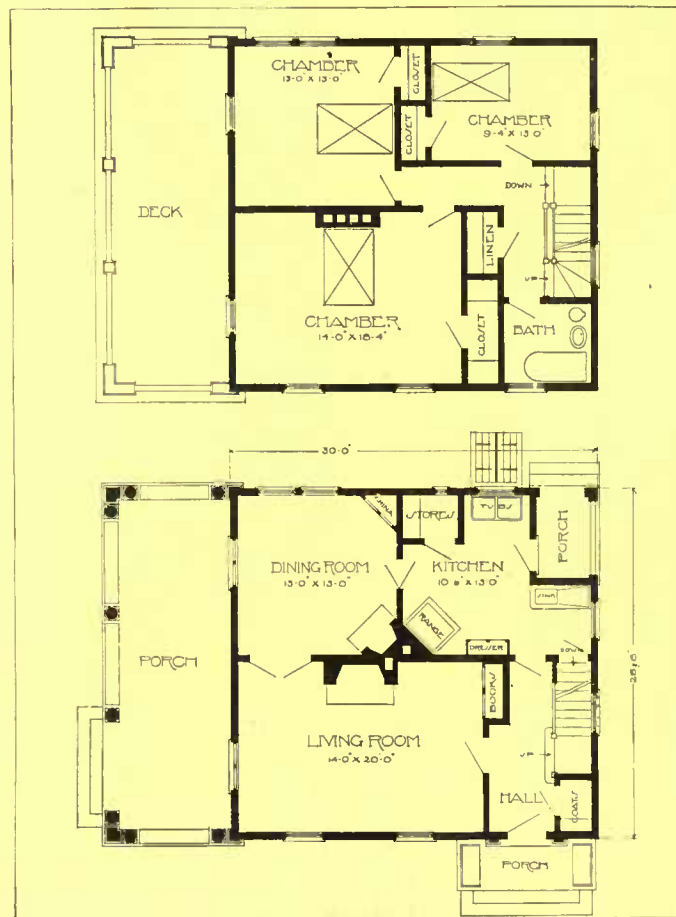 CHAMBER
13-0" X 13-0"
CLOSET
CLOSET
CHAMBER
9-4" X 13-0"
DECK
DOWN
LINEN
UP
CHAMBER
14-0" X 18-4"
CLOSET
BATH
30-0"
CHINA
STORES
TUBS
PORCH
DINING ROOM
13-0" X 13-0"
KITCHEN
10-6" X 13-0"
SINK
RANGE
DRESSER
DOWN
PORCH
BOOKS
28-6"
LIVING ROOM
14-0" X 20-0"
UP
HALL
COATS
PORCH